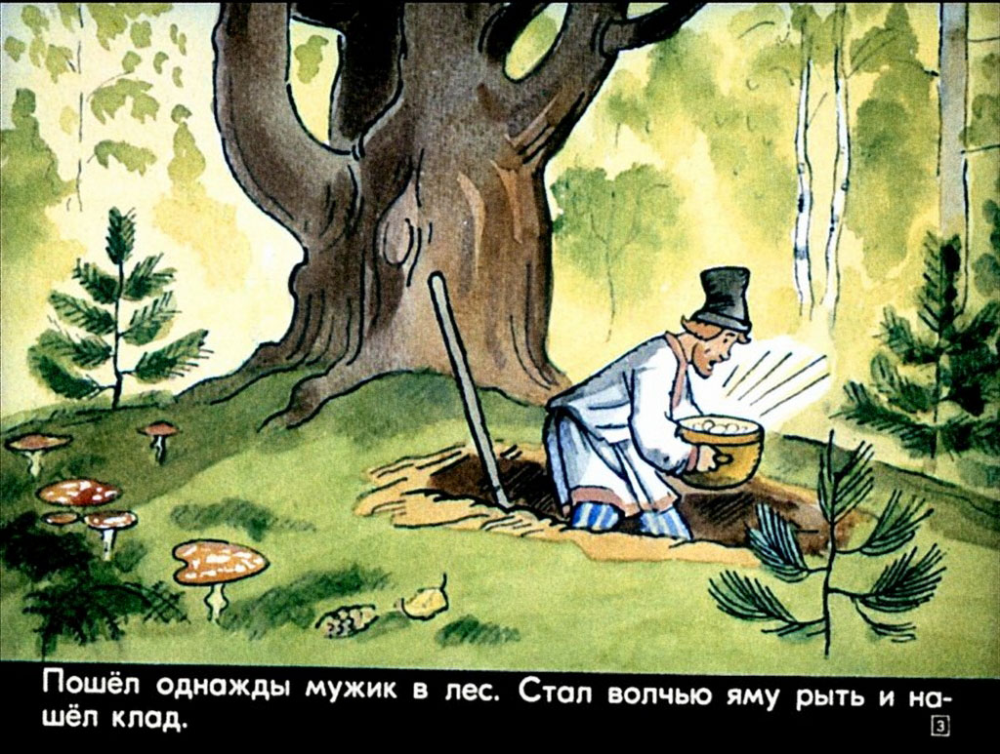 Пошёл однажды мужик в лес. Стал волчью яму рыть и на-
шёл клад.
3